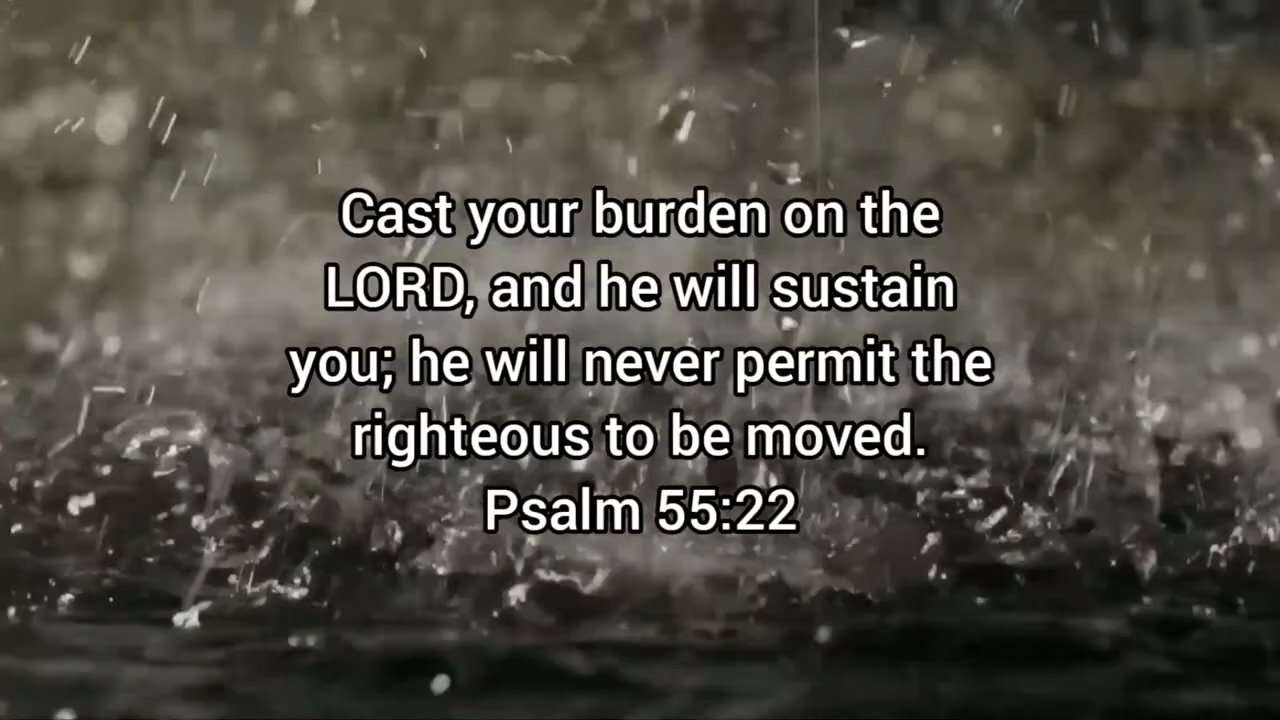 Cast your burden on the
LORD, and he will sustain
you; he will never permit the
righteous to be moved.
Psalm 55:22